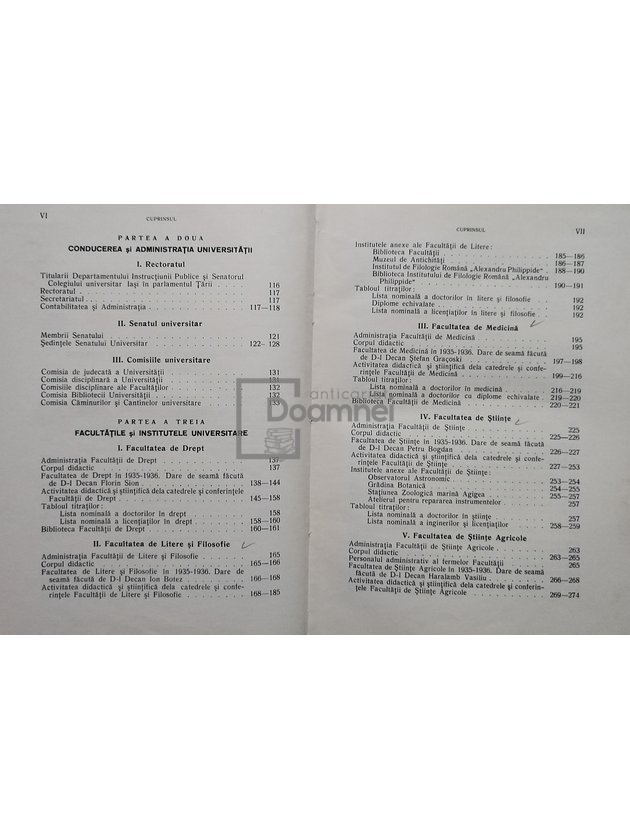 VI
CUPRINSUL
PARTEA A DOUA
CONDUCEREA și ADMINISTRAȚIA UNIVERSITĂȚII
I. Rectoratul
Titularii Departamentului Instrucțiunii Publice și Senatorul
Colegiului universitar Iași în parlamentul Țării . . . . . . 116
Rectoratul . . . . . . . . . . 117
Secretariatul . . . . . . . . . . 117
Contabilitatea și Administrația . . . . . . . . 117—118
II. Senatul universitar
Membrii Senatului . . . . . . . . . . 121
Ședințele Senatului Universitar . . . . . . . . 122- 128
III. Comisiile universitare
Comisia de judecată a Universității . . . . . . . 131
Comisia disciplinară a Universității . . . . . . . 131
Comisiile disciplinare ale Facultăților . . . . . . . 132
Comisia Bibliotecii Universității . . . . . . . 132
Comisia Căminurilor și Cantinelor universitare . . . . . 133
PARTEA A TREIA
FACULTĂȚILE și INSTITUTELE UNIVERSITARE
I. Facultatea de Drept
Administrația Facultății de Drept . . . . . . . 137
Corpul didactic . . . . . . . . . . 137
Facultatea de Drept în 1935-1936. Dare de seamă făcută
de D-l Decan Florin Sion . . . . . . . . 138—144
Activitatea didactică și științifică dela catedrele și conferințele
Facultății de Drept . . . . . . . . 145—158
Tabloul titraților:
Lista nominală a doctorilor în drept . . . . . . 158
Lista nominală a licențiaților în drept . . . . . 158—160
Biblioteca Facultății de Drept . . . . . . . . 160—161
II. Facultatea de Litere și Filosofie
Administrația Facultății de Litere și Filosofie . . . . . 165
Corpul didactic . . . . . . . . . . 165—166
Facultatea de Litere și Filosofie în 1935-1936. Dare de
seamă făcută de D-l Decan Ion Botez . . . . . 166—168
Activitatea didactică și științifică dela catedrele și confe-
rințele Facultății de Litere și Filosofie . . . . . 168—185
CUPRINSUL
VII
Institutele anexe ale Facultății de Litere:
Biblioteca Facultății . . . . . . . . 185—186
Muzeul de Antichități . . . . . . . . 186—187
Institutul de Filologie Română „Alexandru Philippide“ . 188—190
Biblioteca Institutului de Filologie Română „Alexandru
Philippide“ . . . . . . . . 190—191
Tabloul titraților:
Lista nominală a doctorilor în litere și filosofie . . . . 192
Diplome echivalate . . . . . . . . 192
Lista nominală a licențiaților în litere și filosofie . . . . 192
III. Facultatea de Medicină
Administrația Facultății de Medicină . . . . . . . 195
Corpul didactic . . . . . . . . . . 195
Facultatea de Medicină în 1935-1936. Dare de seamă făcută
de D-l Decan Ștefan Grațoski . . . . . . . 197—198
Activitatea didactică și științifică dela catedrele și con-
ferințele Facultății de Medicină . . . . . . . 199—216
Tabloul titraților:
Lista nominală a doctorilor în medicină . . . . . 216—219
Lista nominală a doctorilor cu diplome echivalate . . 219—220
Biblioteca Facultății de Medicină . . . . . . . 220—221
IV. Facultatea de Științe
Administrația Facultății de Științe . . . . . . . 225
Corpul didactic . . . . . . . . . . 225—226
Facultatea de Științe în 1935-1936. Dare de seamă făcută
de D-l Decan Petru Bogdan . . . . . . . 226—227
Activitatea didactică și științifică dela catedrele și conferințele
Facultății de Științe . . . . . . . . 227—253
Institutele anexe ale Facultății de Științe:
Observatorul Astronomic . . . . . . . . 253—254
Grădina Botanică . . . . . . . . 254—255
Stațiunea Zoologică marină Agigea . . . . . . 255—257
Atelierul pentru repararea instrumentelor . . . . . 257
Tabloul titraților:
Lista nominală a doctorilor în științe . . . . . . 257
Lista nominală a inginerilor și licențiaților . . . . . 258—259
V. Facultatea de Științe Agricole
Administrația Facultății de Științe Agricole . . . . . 263
Corpul didactic . . . . . . . . . . 263—265
Personalul administrativ al fermelor Facultății . . . . . 265
Facultatea de Științe Agricole în 1935-1936. Dare de seamă
făcută de D-l Decan Haralamb Vasiliu . . . . . 266—268
Activitatea didactică și științifică dela catedrele și conferin-
țele Facultății de Științe Agricole . . . . . . . 269—274
anticariat
Doamnei